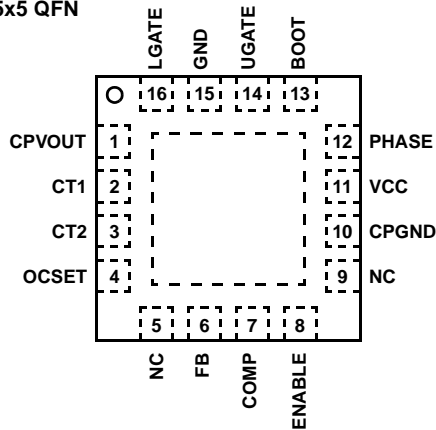 5x5 QFN
LGATE
GND
UGATE
BOOT
16
15
14
13
CPVOUT 1
12 PHASE
CT1 2
11 VCC
CT2 3
10 CPGND
OCSET 4
9 NC
5
6
7
8
NC
FB
COMP
ENABLE